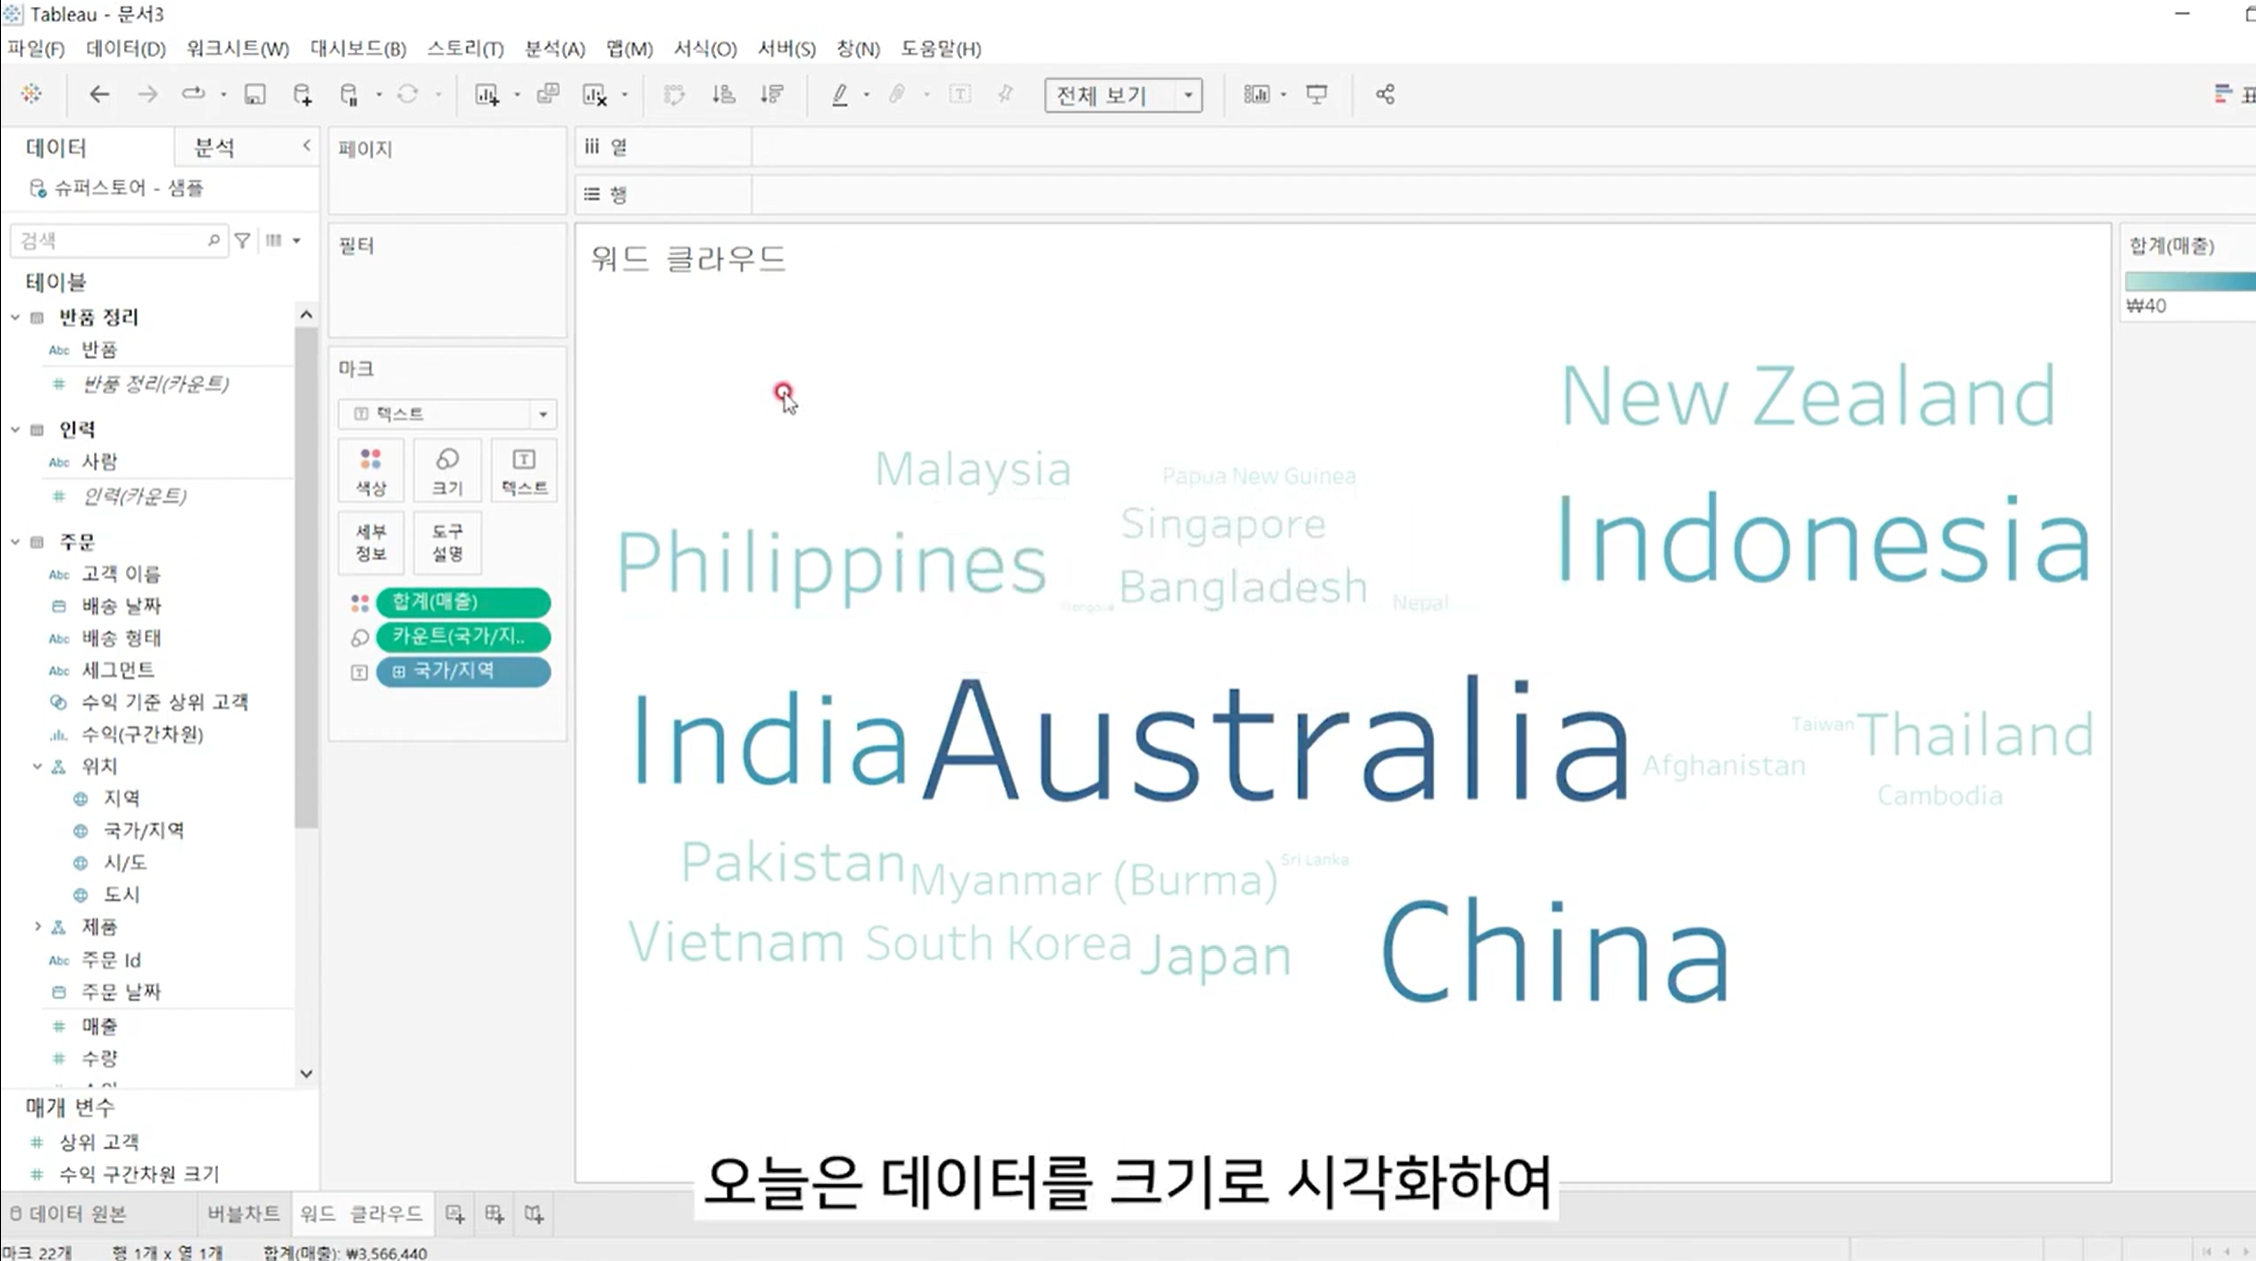 Tableau - 문서3
파일(F) 데이터(D) 워크시트(W) 대시보드(B) 스토리(T) 분석(A) 맵(M) 서식(O) 서버(S) 창(N) 도움말(H)
전체 보기
표
데이터 분석
슈퍼스토어 - 샘플
검색
테이블
반품 정리
Abc 반품
# 반품 정리(카운트)
인력
Abc 사람
# 인력(카운트)
주문
Abc 고객 이름
배송 날짜
Abc 배송 형태
Abc 세그먼트
수익 기준 상위 고객
수익(구간차원)
위치
지역
국가/지역
시/도
도시
제품
Abc 주문 Id
주문 날짜
# 매출
# 수량
매개 변수
# 상위 고객
# 수익 구간차원 크기
페이지
필터
마크
텍스트
색상 크기 텍스트
세부 정보
도구 설명
합계(매출)
카운트(국가/지..
국가/지역
열
행
워드 클라우드
New Zealand
Malaysia
Papua New Guinea
Singapore
Indonesia
Philippines
Bangladesh
Nepal
Mongolia
India
Australia
Taiwan
Thailand
Afghanistan
Cambodia
Pakistan
Myanmar (Burma)
Sri Lanka
Vietnam
South Korea
Japan
China
합계(매출)
₩40
오늘은 데이터를 크기로 시각화하여
데이터 원본 버블차트 워드 클라우드
마크 22개 행 1개 x 열 1개 합계(매출): ₩3,566,440